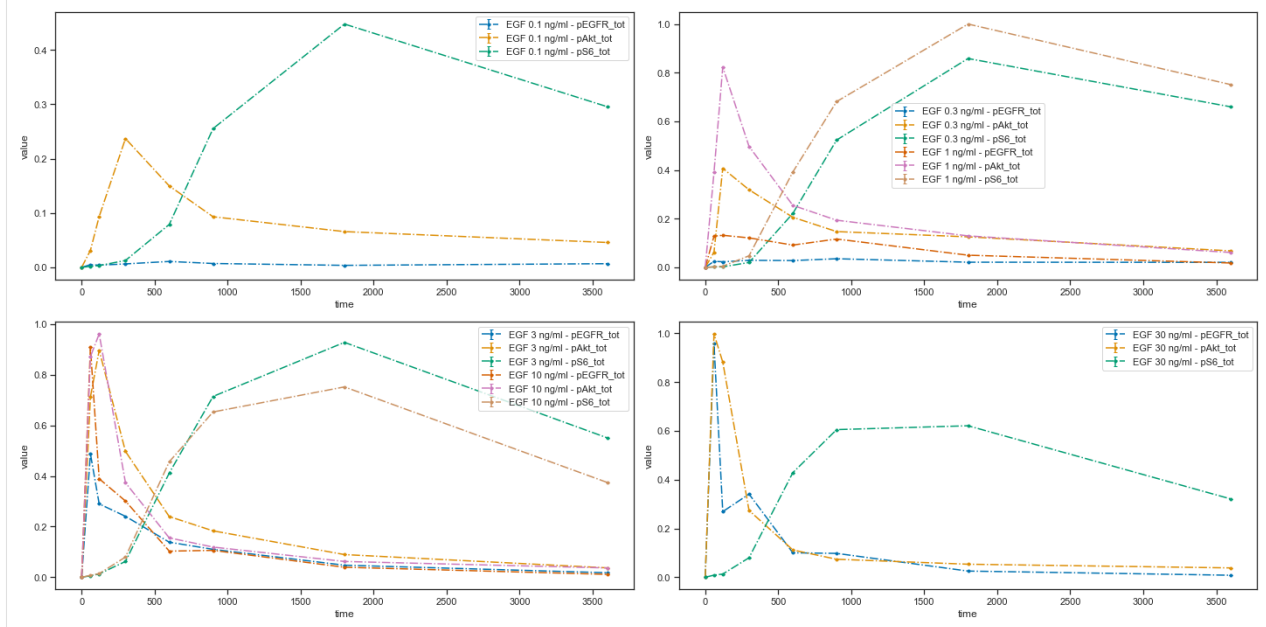 EGF 0.1 ng/ml - pEGFR_tot
EGF 0.1 ng/ml - pAkt_tot
EGF 0.1 ng/ml - pS6_tot
value
0.4
0.3
0.2
0.1
0.0
0 500 1000 1500 2000 2500 3000 3500
time
EGF 0.3 ng/ml - pEGFR_tot
EGF 0.3 ng/ml - pAkt_tot
EGF 0.3 ng/ml - pS6_tot
EGF 1 ng/ml - pEGFR_tot
EGF 1 ng/ml - pAkt_tot
EGF 1 ng/ml - pS6_tot
value
1.0
0.8
0.6
0.4
0.2
0.0
0 500 1000 1500 2000 2500 3000 3500
time
EGF 3 ng/ml - pEGFR_tot
EGF 3 ng/ml - pAkt_tot
EGF 3 ng/ml - pS6_tot
EGF 10 ng/ml - pEGFR_tot
EGF 10 ng/ml - pAkt_tot
EGF 10 ng/ml - pS6_tot
value
1.0
0.8
0.6
0.4
0.2
0.0
0 500 1000 1500 2000 2500 3000 3500
time
EGF 30 ng/ml - pEGFR_tot
EGF 30 ng/ml - pAkt_tot
EGF 30 ng/ml - pS6_tot
value
1.0
0.8
0.6
0.4
0.2
0.0
0 500 1000 1500 2000 2500 3000 3500
time